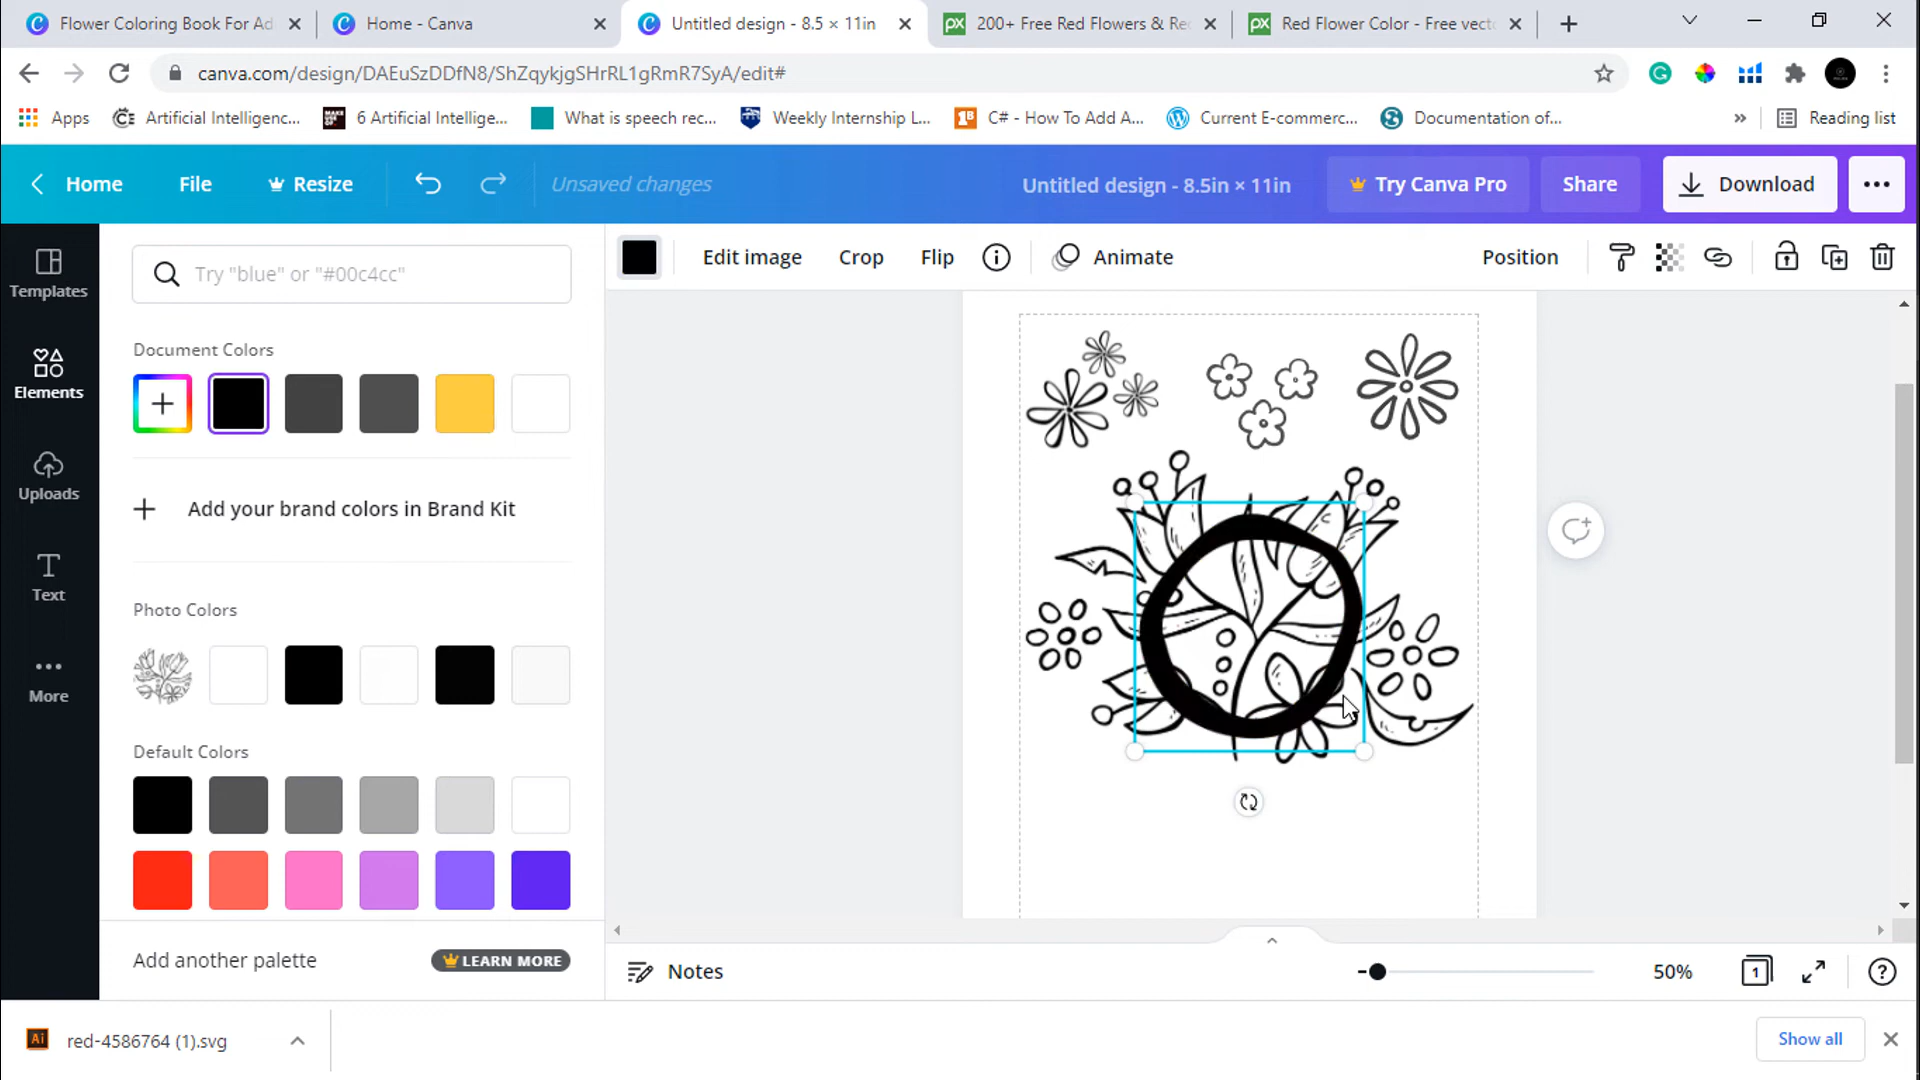 Flower Coloring Book For Ad
Home - Canva
Untitled design - 8.5 × 11in
px 200+ Free Red Flowers & Re
px Red Flower Color - Free vect
canva.com/design/DAEuSzDDfN8/ShZqykjgSHrRL1gRmR7SyA/edit#
Apps
Artificial Intelligenc...
6 Artificial Intellige...
What is speech rec...
Weekly Internship L...
C# - How To Add A...
Current E-commerc...
Documentation of...
»
Reading list
Home
File
Resize
Unsaved changes
Untitled design - 8.5in × 11in
Try Canva Pro
Share
Download
Templates
Elements
Uploads
Text
More
Try "blue" or "#00c4cc"
Edit image
Crop
Flip
Animate
Position
Document Colors
Add your brand colors in Brand Kit
Photo Colors
Default Colors
Add another palette
LEARN MORE
Notes
50%
1
Ai red-4586764 (1).svg
Show all